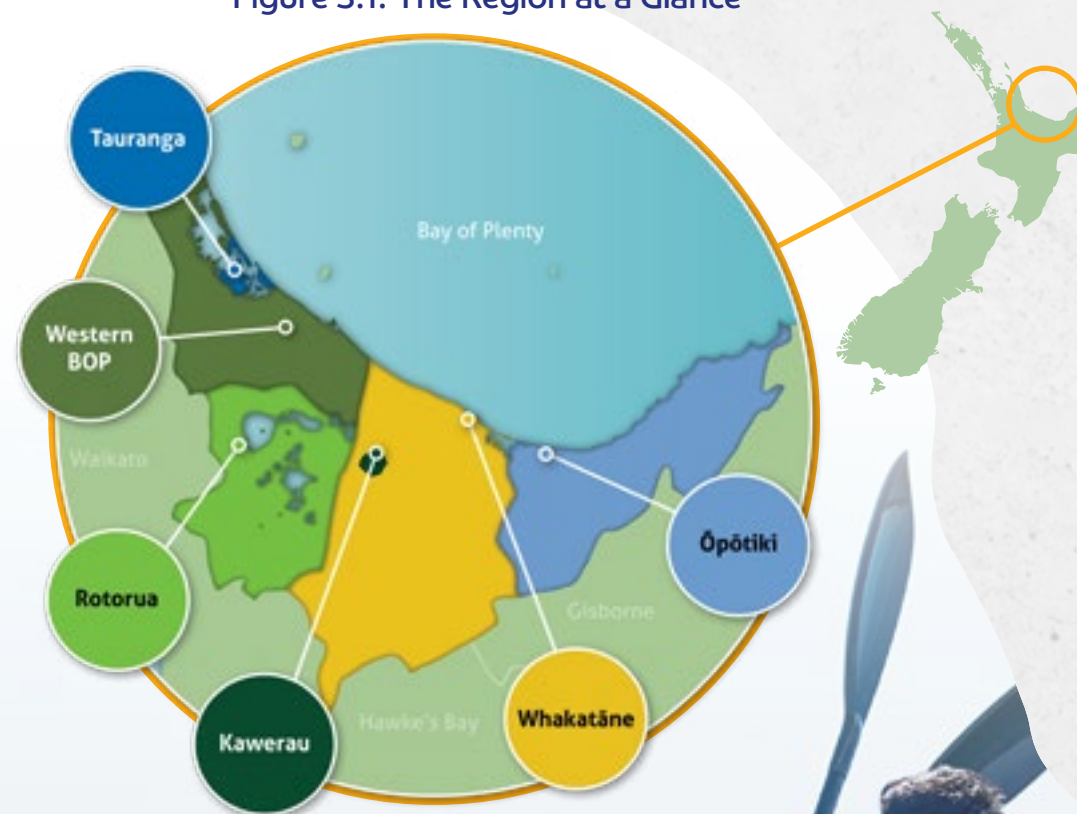 Figure 3.1: The Region at a Glance
Tauranga
Bay of Plenty
Western
BOP
Waikato
Ōpōtiki
Rotorua
Gisborne
Hawke's Bay
Whakatāne
Kawerau